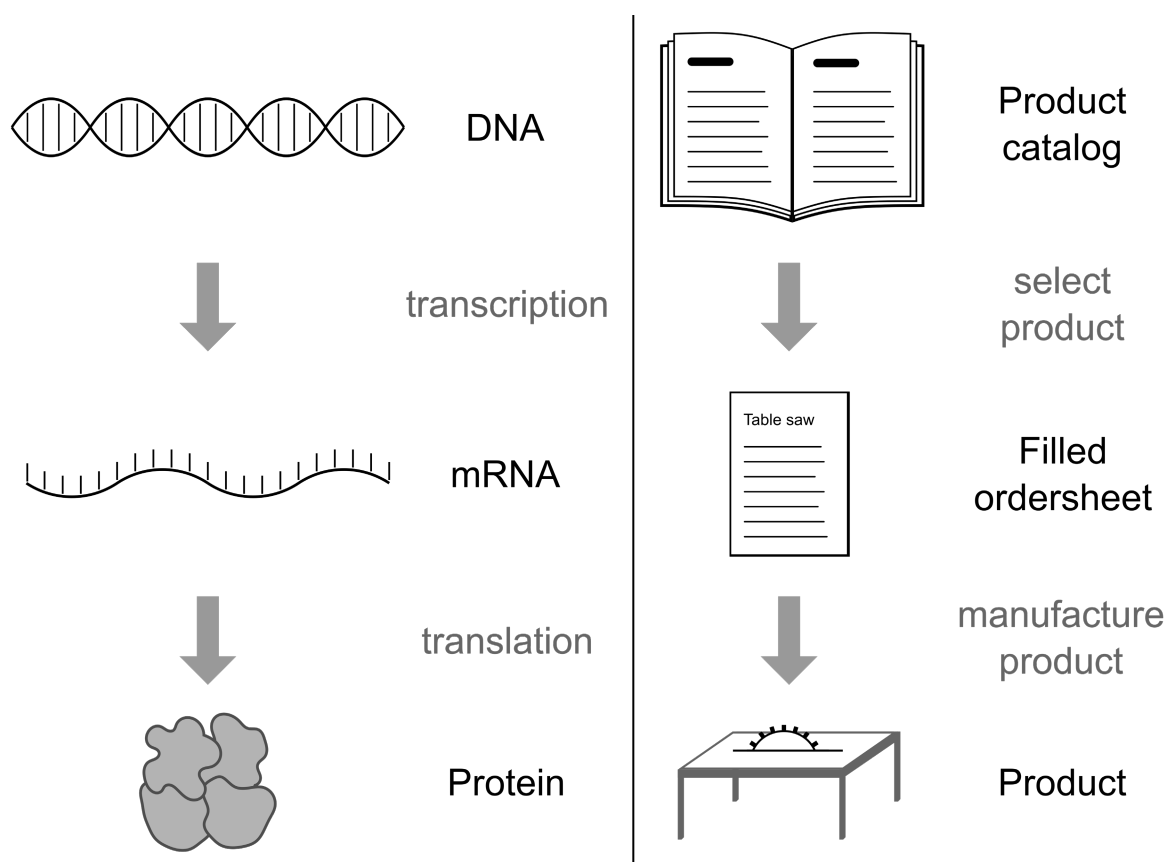 DNA
transcription
mRNA
translation
Protein
Product
catalog
select
product
Table saw
Filled
ordersheet
manufacture
product
Product